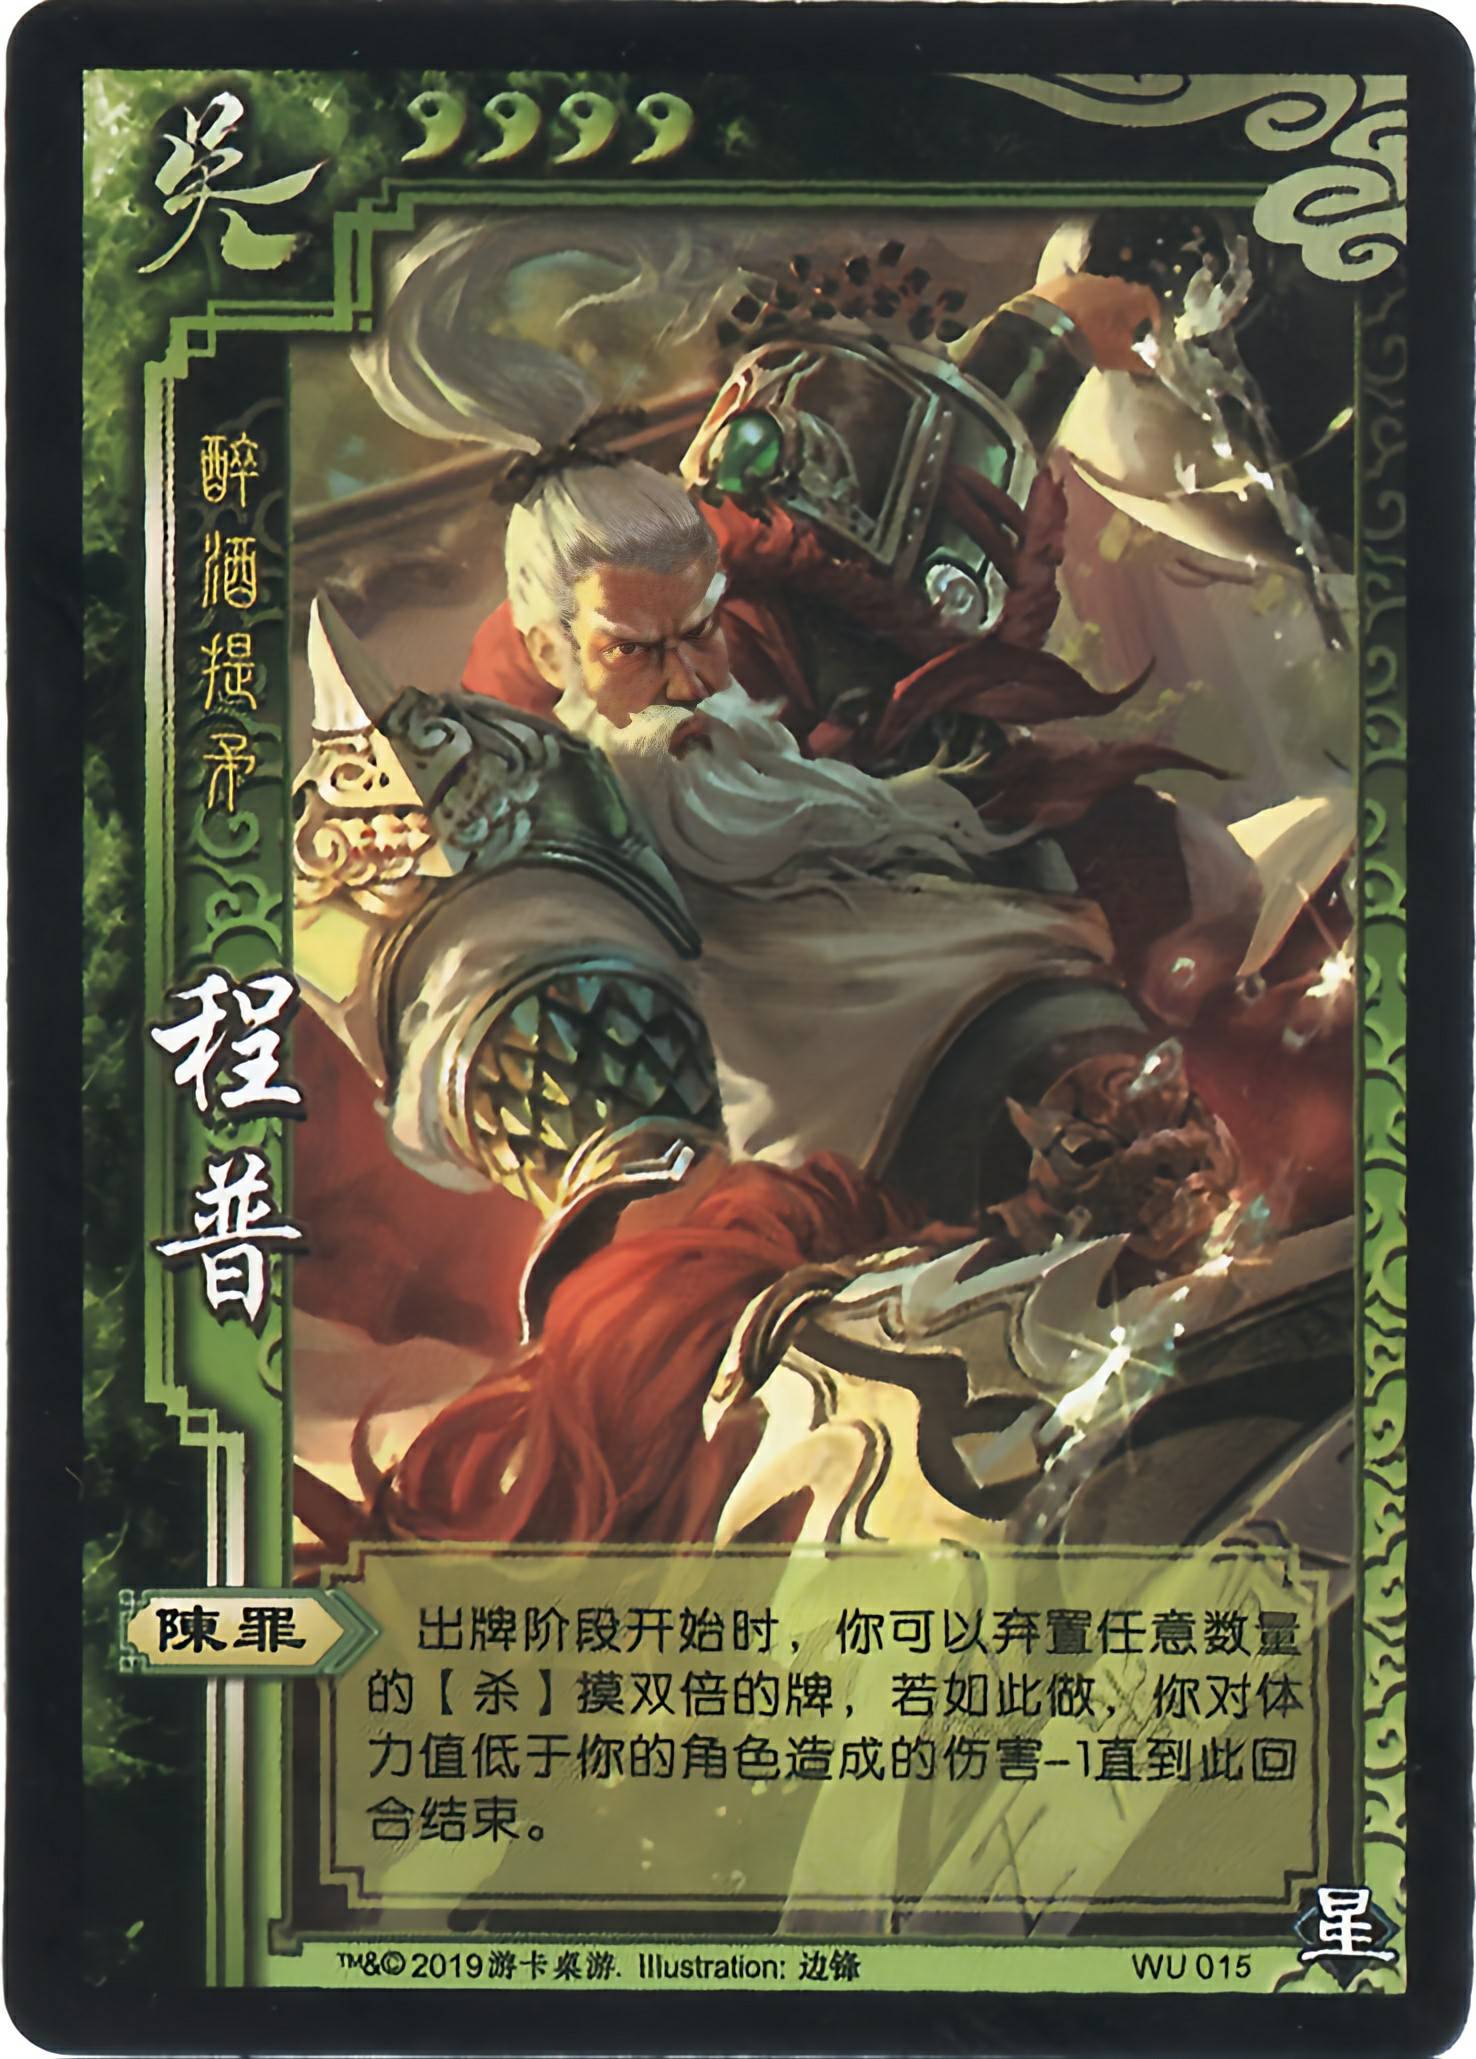 吳
醉酒提矛
程普
陳罪
出牌阶段开始时，你可以弃置任意数量
的【杀】摸双倍的牌，若如此做，你对体
力值低于你的角色造成的伤害-1直到此回
合结束。
™&©2019游卡桌游. Illustration: 边锋
WU 015
星